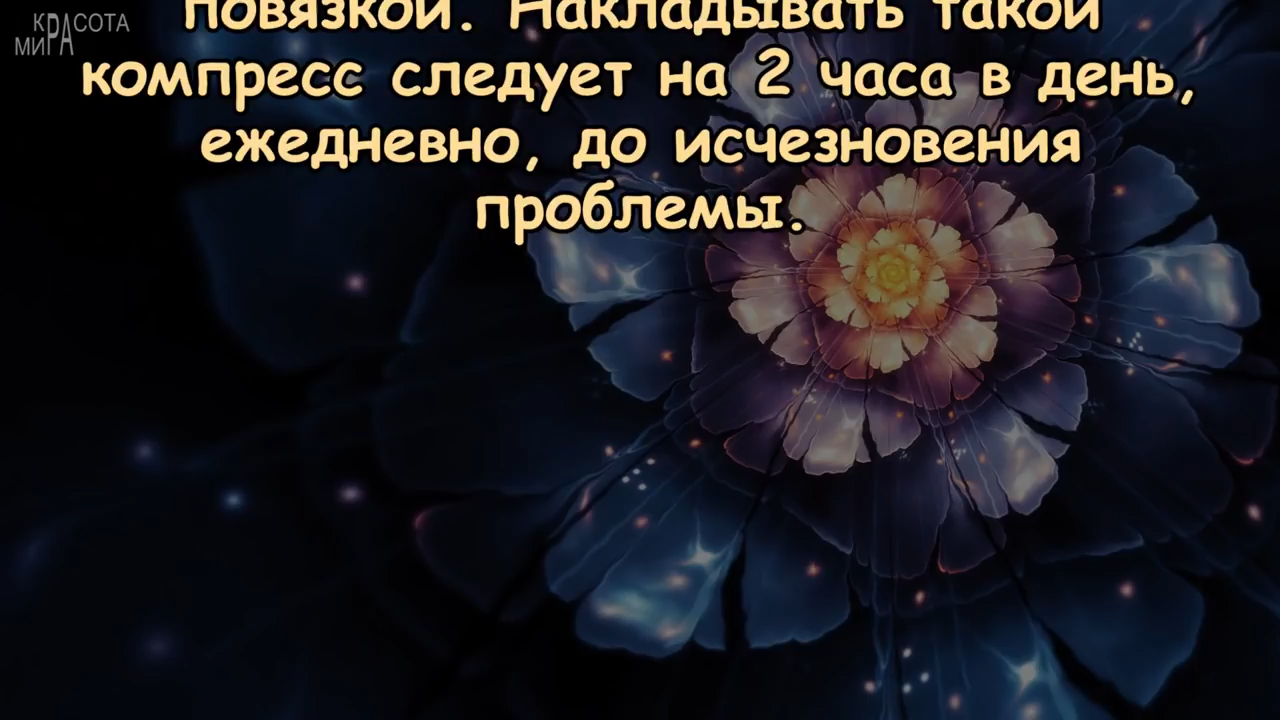 КРАСОТА
МИРА
повязкой. Накладывать такой
компресс следует на 2 часа в день,
ежедневно, до исчезновения
проблемы.